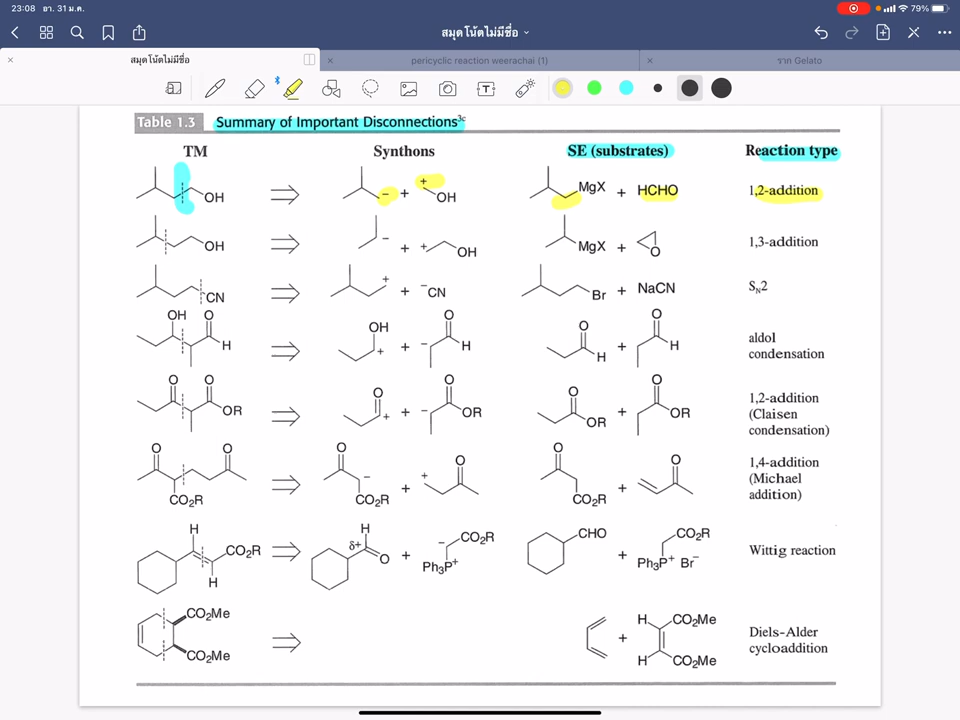 23:08 อา. 31 ม.ค.
79%
สมุดโน้ตไม่มีชื่อ
สมุดโน้ตไม่มีชื่อ
pericyclic reaction weerachai (1)
ราก Gelato
Table 1.3 Summary of Important Disconnections3c
TM Synthons SE (substrates) Reaction type
OH ⇒ − + + OH MgX + HCHO 1,2-addition
OH ⇒ − + + OH MgX + O 1,3-addition
CN ⇒ + + −CN Br + NaCN SN2
OH O H ⇒ OH + + − O H O H + O H aldol
condensation
O O OR ⇒ O + + − O OR O OR + O OR 1,2-addition
(Claisen
condensation)
O O CO2R ⇒ O − CO2R + + O O CO2R + O 1,4-addition
(Michael
addition)
H CO2R H ⇒ H δ+ O + − CO2R Ph3P+ CHO + CO2R Ph3P+ Br− Wittig reaction
CO2Me CO2Me ⇒ + H CO2Me H CO2Me Diels-Alder
cycloaddition